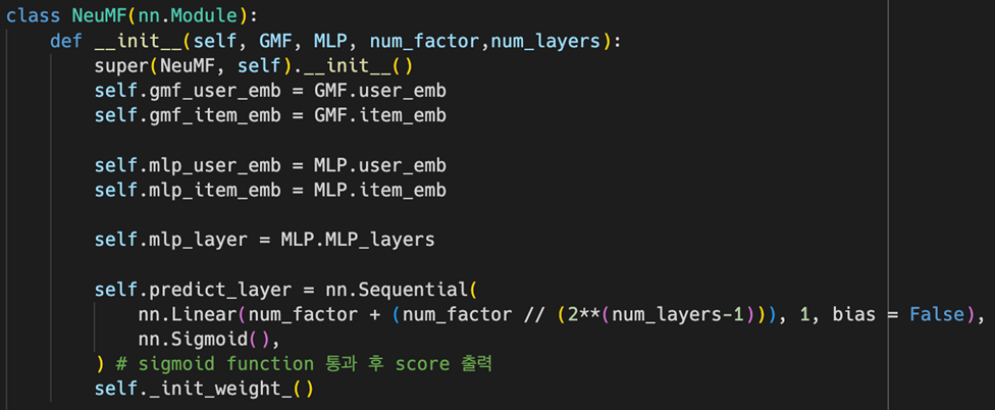 class NeuMF(nn.Module):
    def __init__(self, GMF, MLP, num_factor,num_layers):
        super(NeuMF, self).__init__()
        self.gmf_user_emb = GMF.user_emb
        self.gmf_item_emb = GMF.item_emb

        self.mlp_user_emb = MLP.user_emb
        self.mlp_item_emb = MLP.item_emb

        self.mlp_layer = MLP.MLP_layers

        self.predict_layer = nn.Sequential(
            nn.Linear(num_factor + (num_factor // (2**(num_layers-1))), 1, bias = False),
            nn.Sigmoid(),
        ) # sigmoid function 통과 후 score 출력
        self._init_weight_()